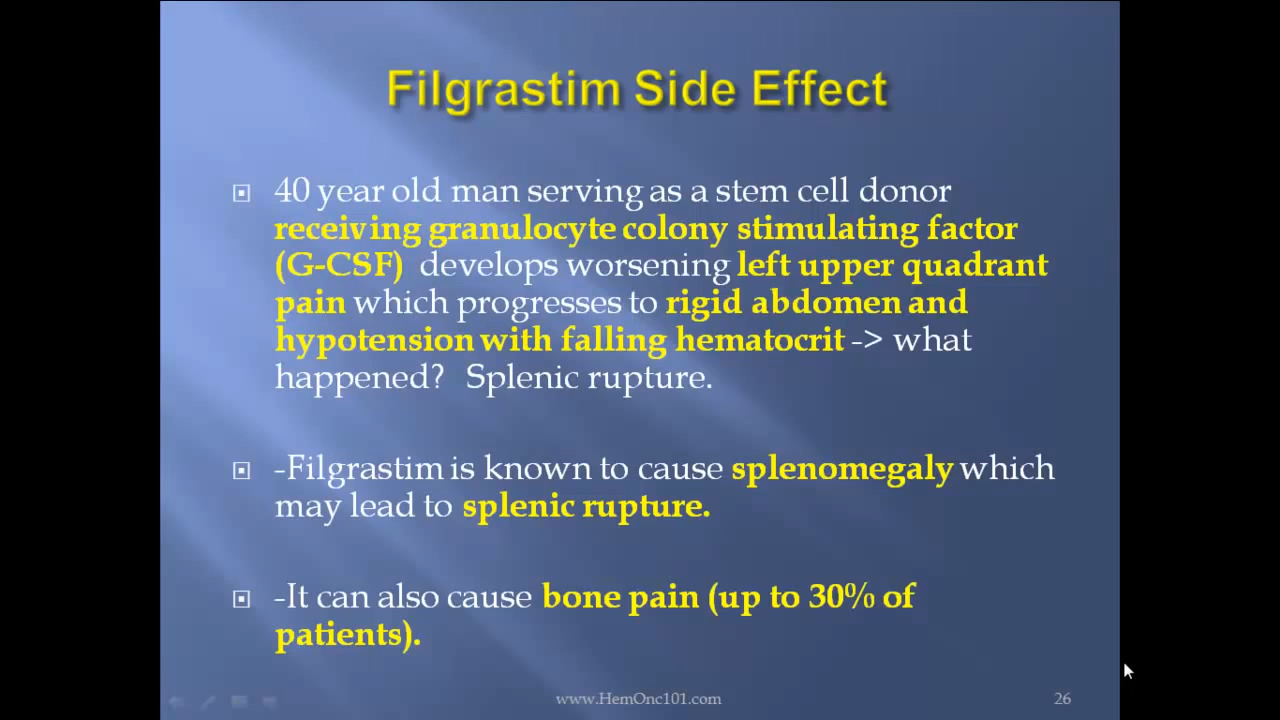 Filgrastim Side Effect
40 year old man serving as a stem cell donor
receiving granulocyte colony stimulating factor
(G-CSF) develops worsening left upper quadrant
pain which progresses to rigid abdomen and
hypotension with falling hematocrit -> what
happened? Splenic rupture.
-Filgrastim is known to cause splenomegaly which
may lead to splenic rupture.
-It can also cause bone pain (up to 30% of
patients).
www.HemOnc101.com
26